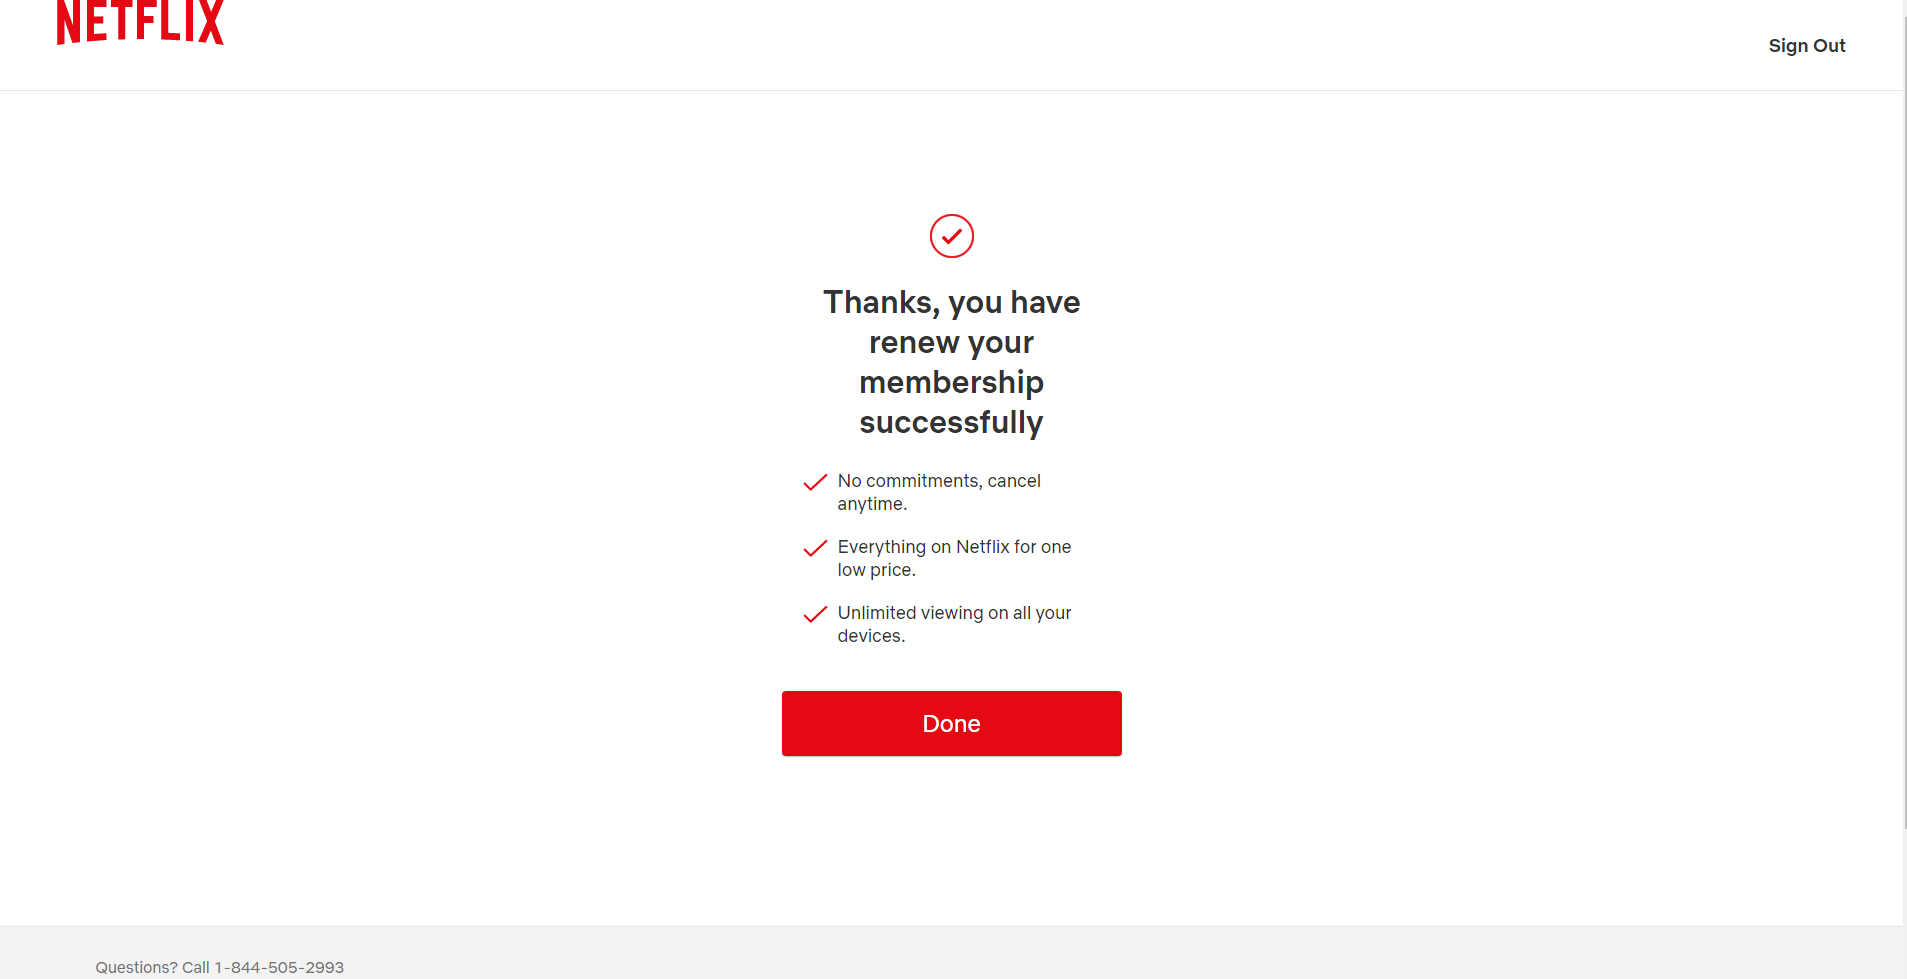 NETFLIX
Sign Out
Thanks, you have
renew your
membership
successfully
No commitments, cancel
anytime.
Everything on Netflix for one
low price.
Unlimited viewing on all your
devices.
Done
Questions? Call 1-844-505-2993